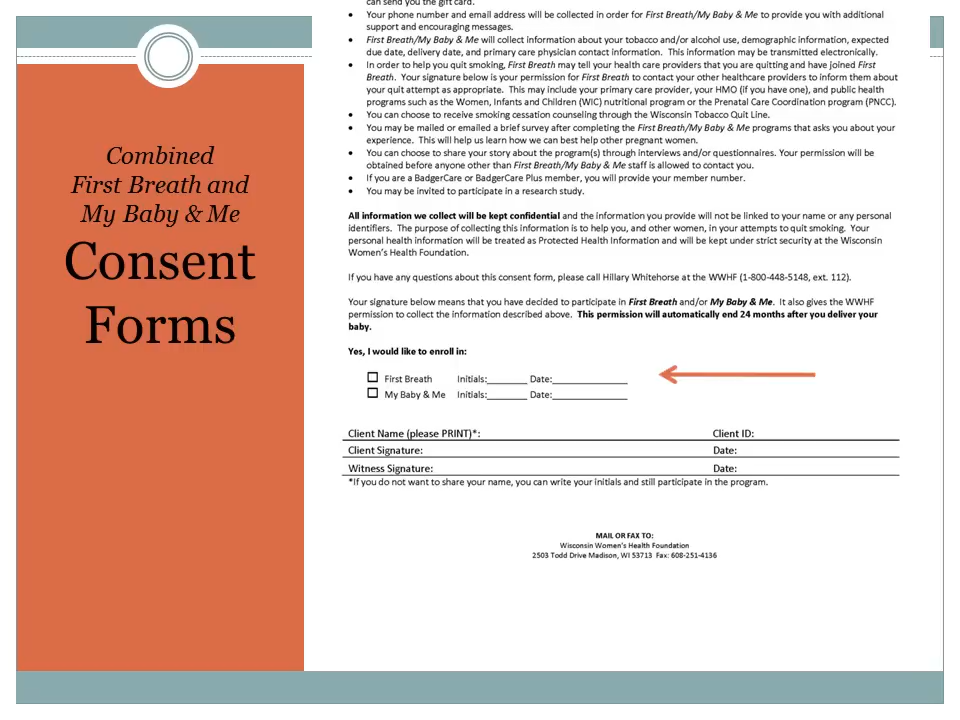 Combined
First Breath and
My Baby & Me
Consent
Forms
can send you the gift card.
• Your phone number and email address will be collected in order for First Breath/My Baby & Me to provide you with additional
support and encouraging messages.
• First Breath/My Baby & Me will collect information about your tobacco and/or alcohol use, demographic information, expected
due date, delivery date, and primary care physician contact information. This information may be transmitted electronically.
• In order to help you quit smoking, First Breath may tell your health care providers that you are quitting and have joined First
Breath. Your signature below is your permission for First Breath to contact your other healthcare providers to inform them about
your quit attempt as appropriate. This may include your primary care provider, your HMO (if you have one), and public health
programs such as the Women, Infants and Children (WIC) nutritional program or the Prenatal Care Coordination program (PNCC).
• You can choose to receive smoking cessation counseling through the Wisconsin Tobacco Quit Line.
• You may be mailed or emailed a brief survey after completing the First Breath/My Baby & Me programs that asks you about your
experience. This will help us learn how we can best help other pregnant women.
• You can choose to share your story about the program(s) through interviews and/or questionnaires. Your permission will be
obtained before anyone other than First Breath/My Baby & Me staff is allowed to contact you.
• If you are a BadgerCare or BadgerCare Plus member, you will provide your member number.
• You may be invited to participate in a research study.
All information we collect will be kept confidential and the information you provide will not be linked to your name or any personal
identifiers. The purpose of collecting this information is to help you, and other women, in your attempts to quit smoking. Your
personal health information will be treated as Protected Health Information and will be kept under strict security at the Wisconsin
Women's Health Foundation.
If you have any questions about this consent form, please call Hillary Whitehorse at the WWHF (1-800-448-5148, ext. 112).
Your signature below means that you have decided to participate in First Breath and/or My Baby & Me. It also gives the WWHF
permission to collect the information described above. This permission will automatically end 24 months after you deliver your
baby.
Yes, I would like to enroll in:
☐ First Breath Initials:________ Date:_______________
☐ My Baby & Me Initials:________ Date:_______________
Client Name (please PRINT)*: Client ID:
Client Signature: Date:
Witness Signature: Date:
*If you do not want to share your name, you can write your initials and still participate in the program.
MAIL OR FAX TO:
Wisconsin Women's Health Foundation
2503 Todd Drive Madison, WI 53713 Fax: 608-251-4136